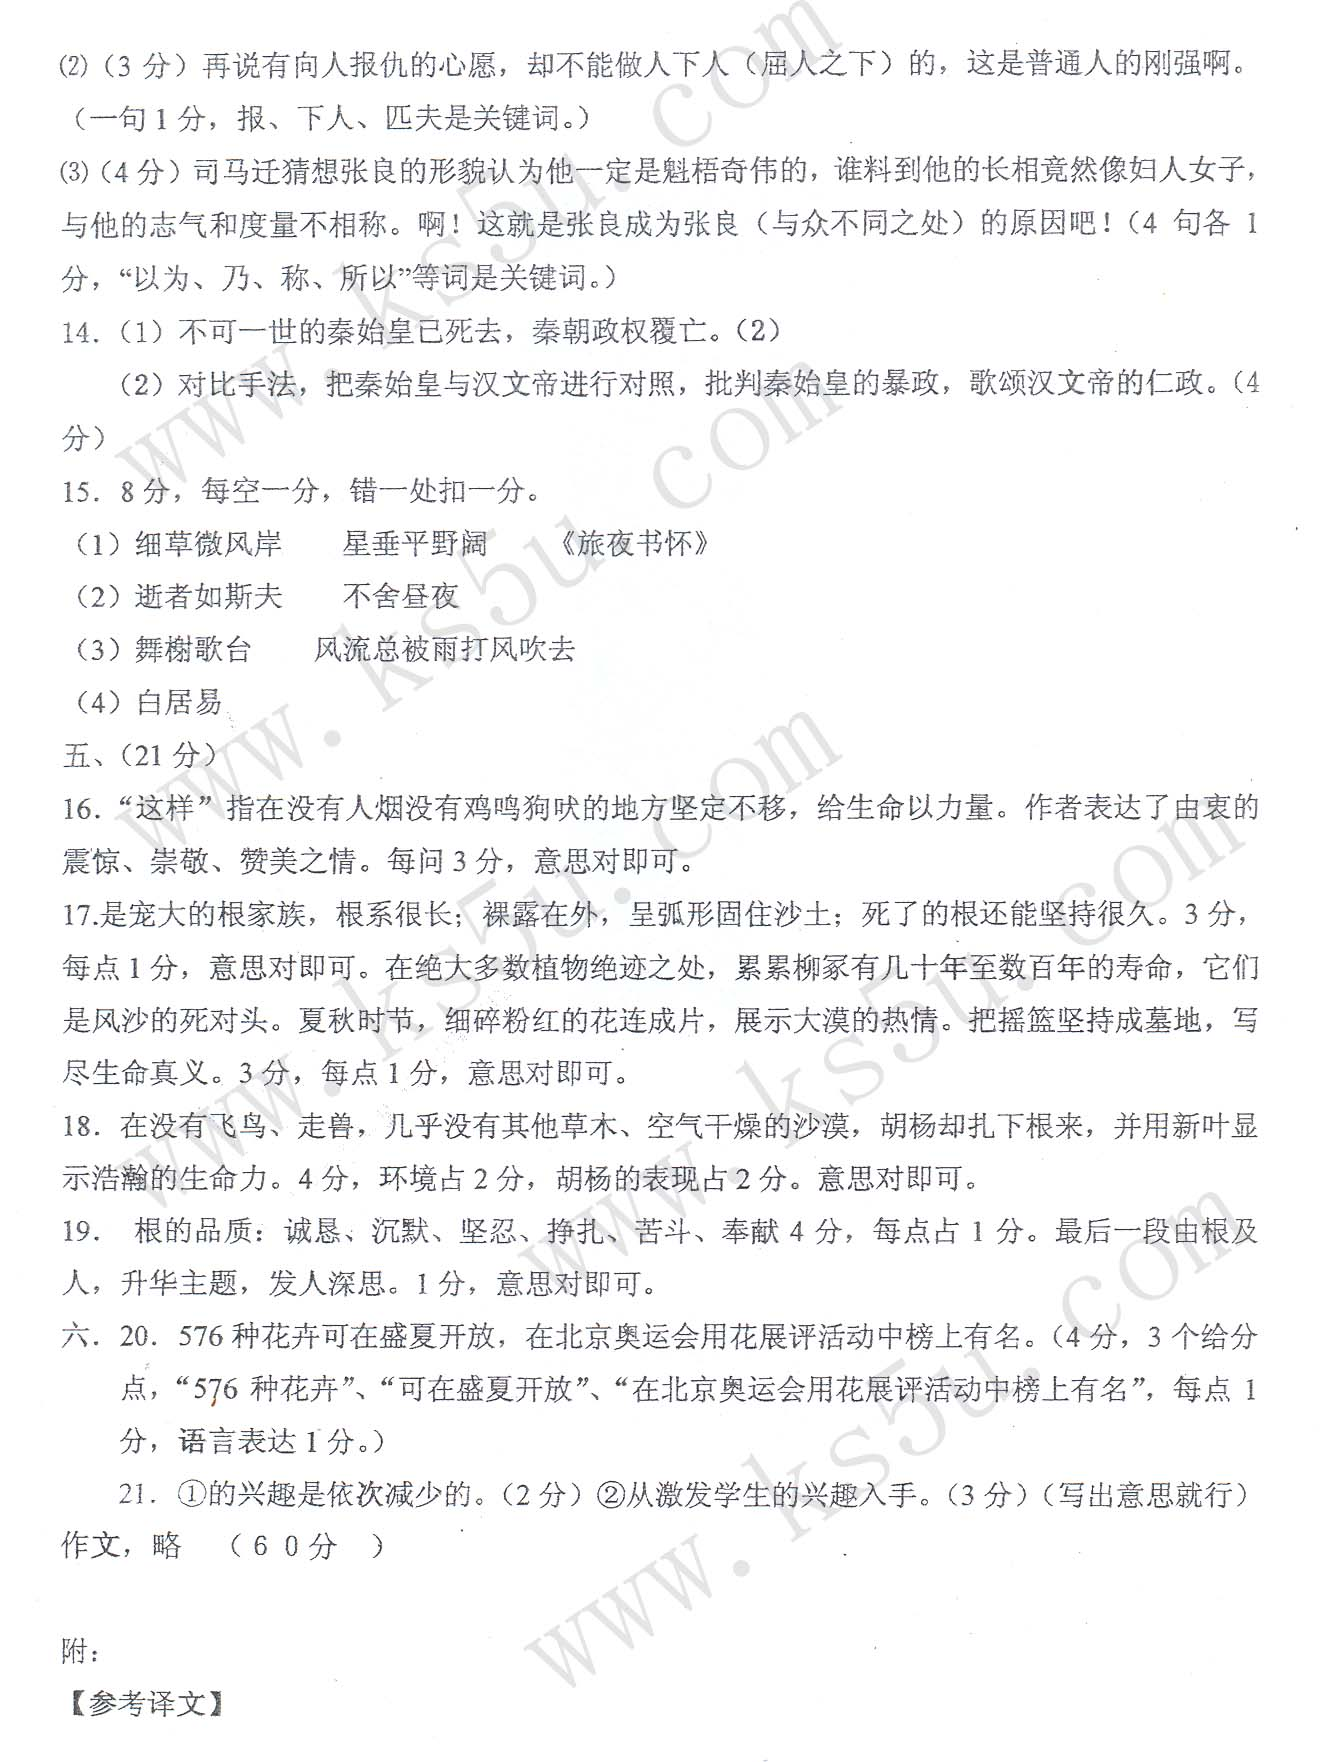 ⑵（3 分）再说有向人报仇的心愿，却不能做人下人（屈人之下）的，这是普通人的刚强啊。
（一句 1 分，报、下人、匹夫是关键词。）
⑶（4 分）司马迁猜想张良的形貌认为他一定是魁梧奇伟的，谁料到他的长相竟然像妇人女子，
与他的志气和度量不相称。啊！这就是张良成为张良（与众不同之处）的原因吧！（4 句各 1
分，“以为、乃、称、所以”等词是关键词。）
14．（1）不可一世的秦始皇已死去，秦朝政权覆亡。（2）
（2）对比手法，把秦始皇与汉文帝进行对照，批判秦始皇的暴政，歌颂汉文帝的仁政。（4
分）
15．8 分，每空一分，错一处扣一分。
（1）细草微风岸 星垂平野阔 《旅夜书怀》
（2）逝者如斯夫 不舍昼夜
（3）舞榭歌台 风流总被雨打风吹去
（4）白居易
五、（21 分）
16．“这样”指在没有人烟没有鸡鸣狗吠的地方坚定不移，给生命以力量。作者表达了由衷的
震惊、崇敬、赞美之情。每问 3 分，意思对即可。
17.是宠大的根家族，根系很长；裸露在外，呈弧形固住沙土；死了的根还能坚持很久。3 分，
每点 1 分，意思对即可。在绝大多数植物绝迹之处，累累柳冢有几十年至数百年的寿命，它们
是风沙的死对头。夏秋时节，细碎粉红的花连成片，展示大漠的热情。把摇篮坚持成墓地，写
尽生命真义。3 分，每点 1 分，意思对即可。
18．在没有飞鸟、走兽，几乎没有其他草木、空气干燥的沙漠，胡杨却扎下根来，并用新叶显
示浩瀚的生命力。4 分，环境占 2 分，胡杨的表现占 2 分。意思对即可。
19． 根的品质：诚恳、沉默、坚忍、挣扎、苦斗、奉献 4 分，每点占 1 分。最后一段由根及
人，升华主题，发人深思。1 分，意思对即可。
六．20．576 种花卉可在盛夏开放，在北京奥运会用花展评活动中榜上有名。（4 分，3 个给分
点，“576 种花卉”、“可在盛夏开放”、“在北京奥运会用花展评活动中榜上有名”，每点 1
分，语言表达 1 分。）
21．①的兴趣是依次减少的。（2 分）②从激发学生的兴趣入手。（3 分）（写出意思就行）
作文，略 （６０分 ）
附：
【参考译文】
www.ks5u.com
www.ks5u.com
www.ks5u.com
www.ks5u.com
www.ks5u.com